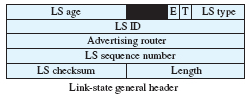 LS age E T LS type
LS ID
Advertising router
LS sequence number
LS checksum Length
Link-state general header